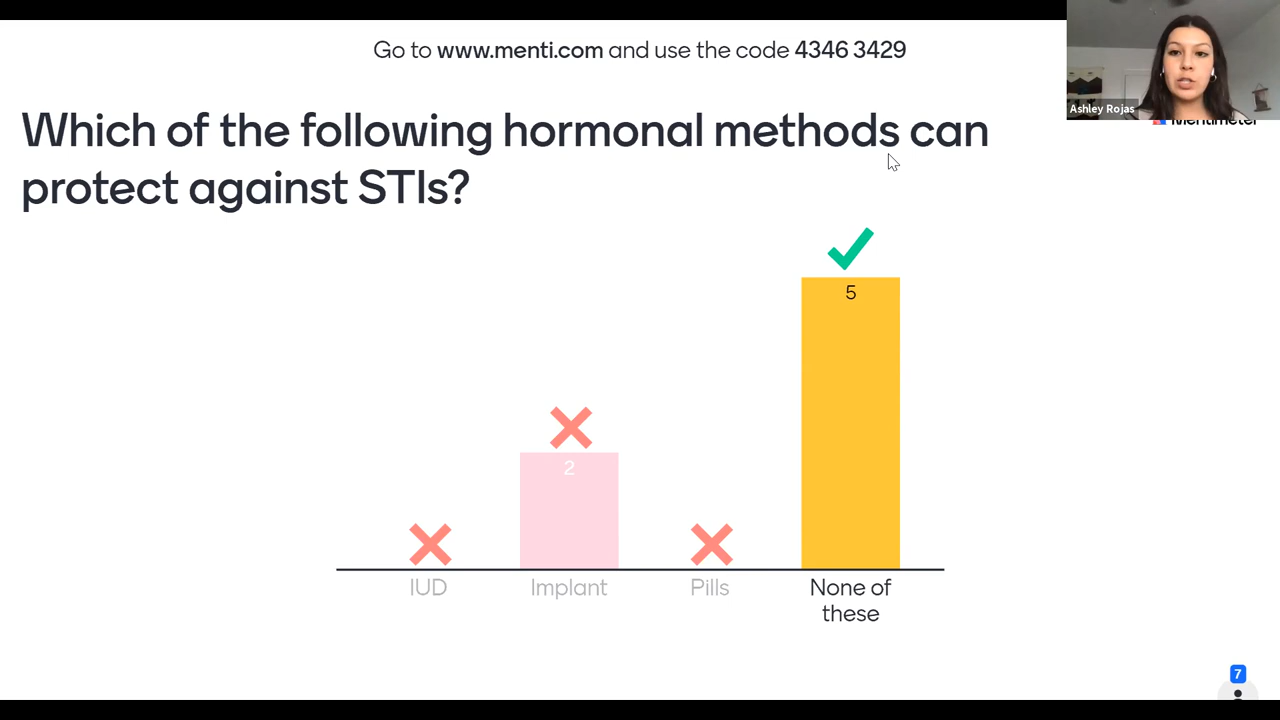 Go to www.menti.com and use the code 4346 3429
Ashley Rojas
Mentimeter
Which of the following hormonal methods can
protect against STIs?
5
2
IUD
Implant
Pills
None of
these
7